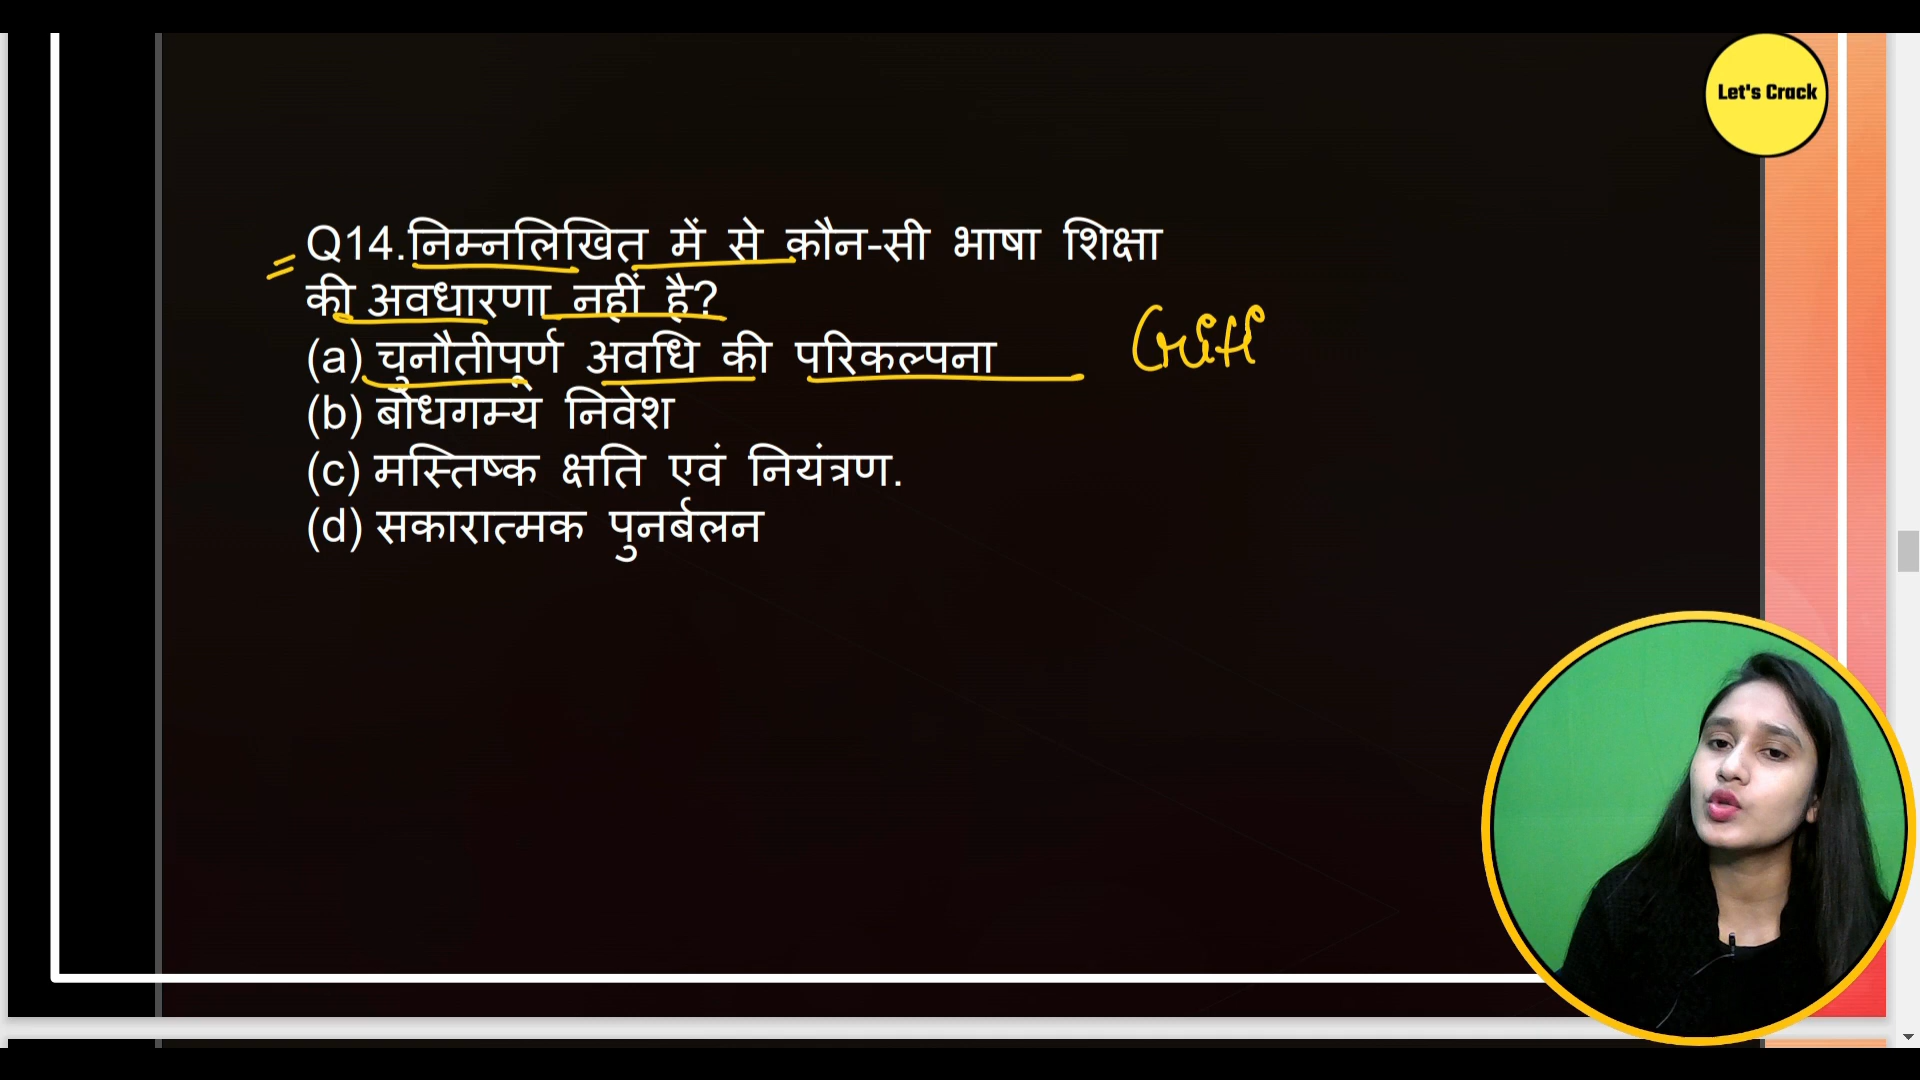 Let's Crack
Q14.निम्नलिखित में से कौन-सी भाषा शिक्षा
की अवधारणा नहीं है?
(a) चुनौतीपूर्ण अवधि की परिकल्पना
(b) बोधगम्य निवेश
(c) मस्तिष्क क्षति एवं नियंत्रण.
(d) सकारात्मक पुनर्बलन